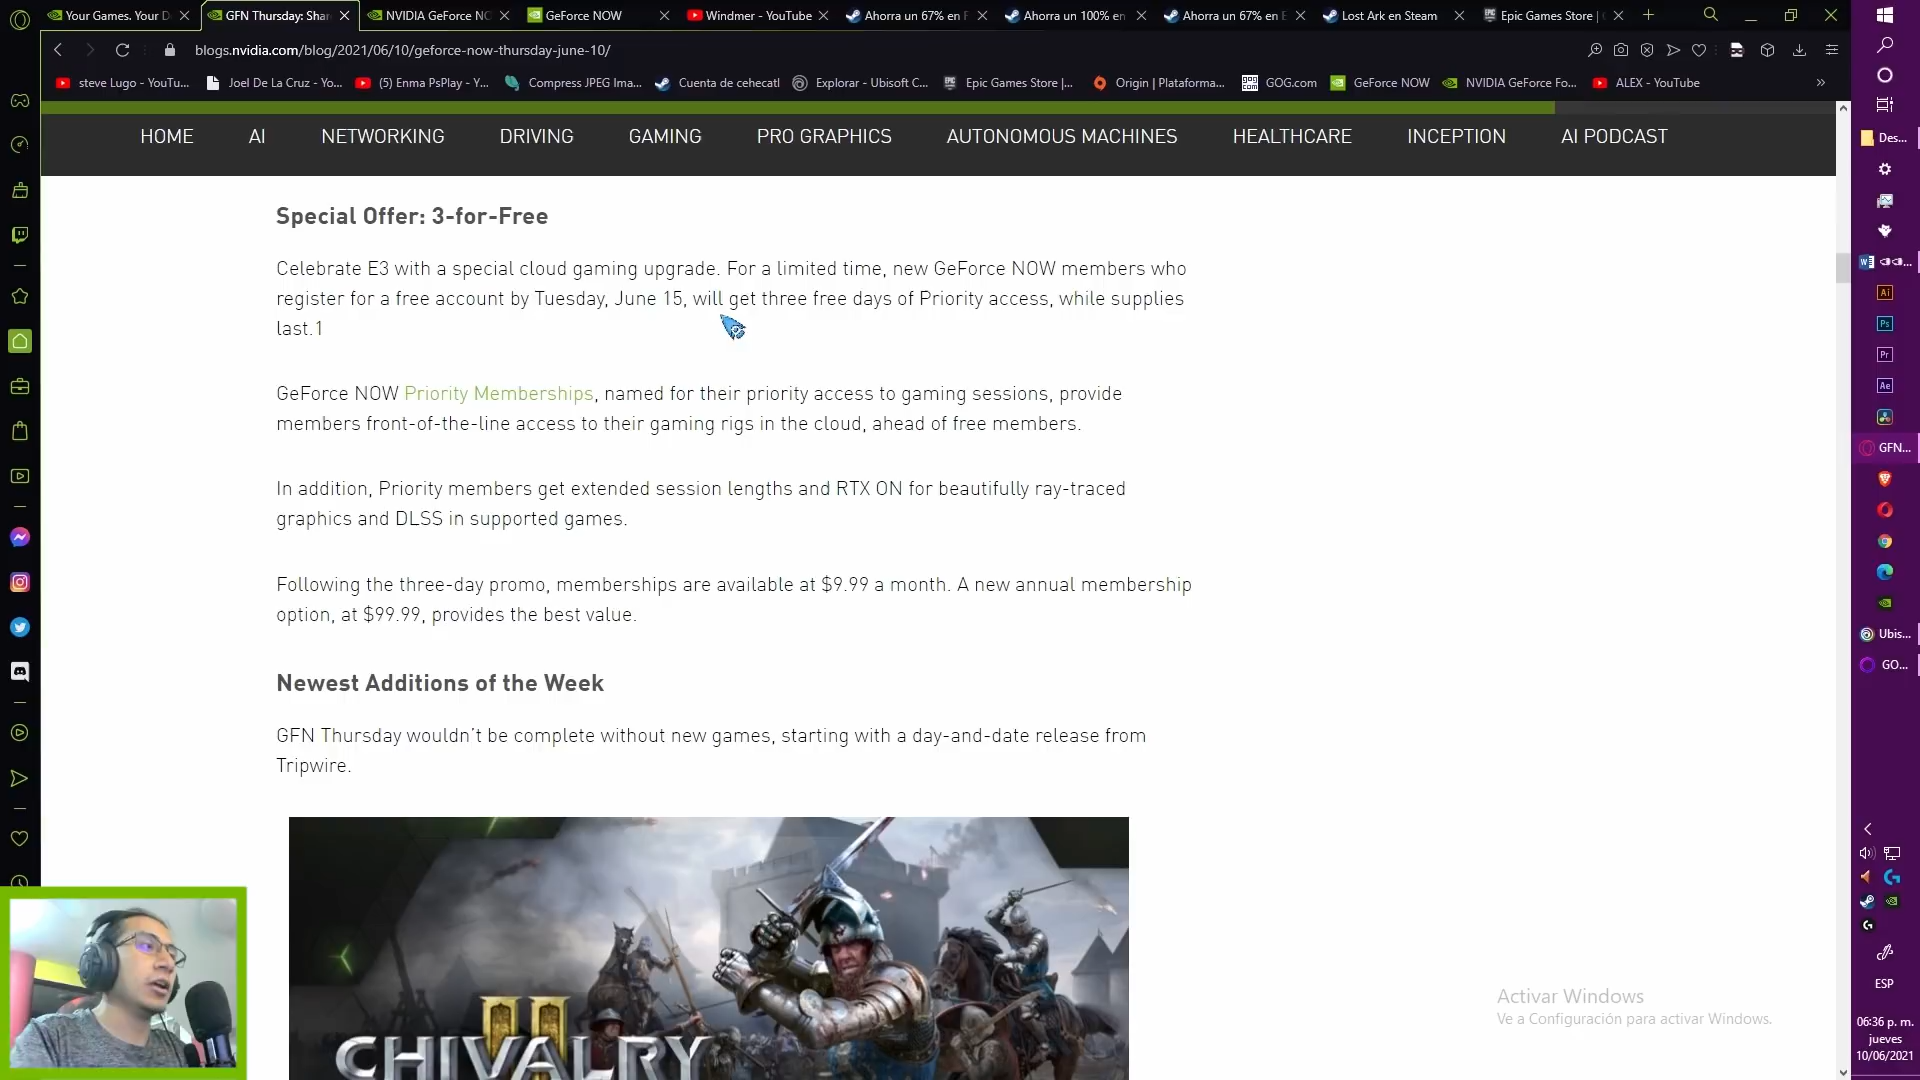 Your Games. Your D
GFN Thursday: Shar
NVIDIA GeForce NO
GeForce NOW
Windmer - YouTube
Ahorra un 67% en F
Ahorra un 100% en
Ahorra un 67% en E
Lost Ark en Steam
Epic Games Store |
blogs.nvidia.com/blog/2021/06/10/geforce-now-thursday-june-10/
steve Lugo - YouTu...
Joel De La Cruz - Yo...
(5) Enma PsPlay - Y...
Compress JPEG Ima...
Cuenta de cehecatl
Explorar - Ubisoft C...
Epic Games Store |...
Origin | Plataforma...
GOG.com
GeForce NOW
NVIDIA GeForce Fo...
ALEX - YouTube
HOME AI NETWORKING DRIVING GAMING PRO GRAPHICS AUTONOMOUS MACHINES HEALTHCARE INCEPTION AI PODCAST
Special Offer: 3-for-Free
Celebrate E3 with a special cloud gaming upgrade. For a limited time, new GeForce NOW members who
register for a free account by Tuesday, June 15, will get three free days of Priority access, while supplies
last.1
GeForce NOW Priority Memberships, named for their priority access to gaming sessions, provide
members front-of-the-line access to their gaming rigs in the cloud, ahead of free members.
In addition, Priority members get extended session lengths and RTX ON for beautifully ray-traced
graphics and DLSS in supported games.
Following the three-day promo, memberships are available at $9.99 a month. A new annual membership
option, at $99.99, provides the best value.
Newest Additions of the Week
GFN Thursday wouldn't be complete without new games, starting with a day-and-date release from
Tripwire.
II
CHIVALRY
Activar Windows
Ve a Configuración para activar Windows.
Des...
Ai
Ps
Pr
Ae
GFN...
Ubis...
GO...
ESP
06:36 p. m.
jueves
10/06/2021